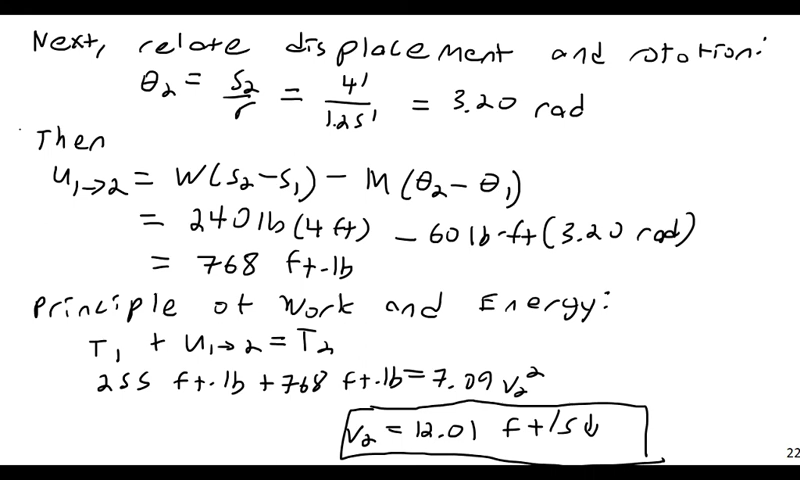 Next, relate displacement and rotation:
θ₂ = S₂/r = 4'/1.25' = 3.20 rad
Then
U₁→₂ = W(S₂-S₁) - M(θ₂ - θ₁)
= 240 lb(4 ft) - 60 lb·ft(3.20 rad)
= 768 ft·lb
Principle of Work and Energy:
T₁ + U₁→₂ = T₂
255 ft·lb + 768 ft·lb = 7.09 v₂²
v₂ = 12.01 ft/s ↓
22